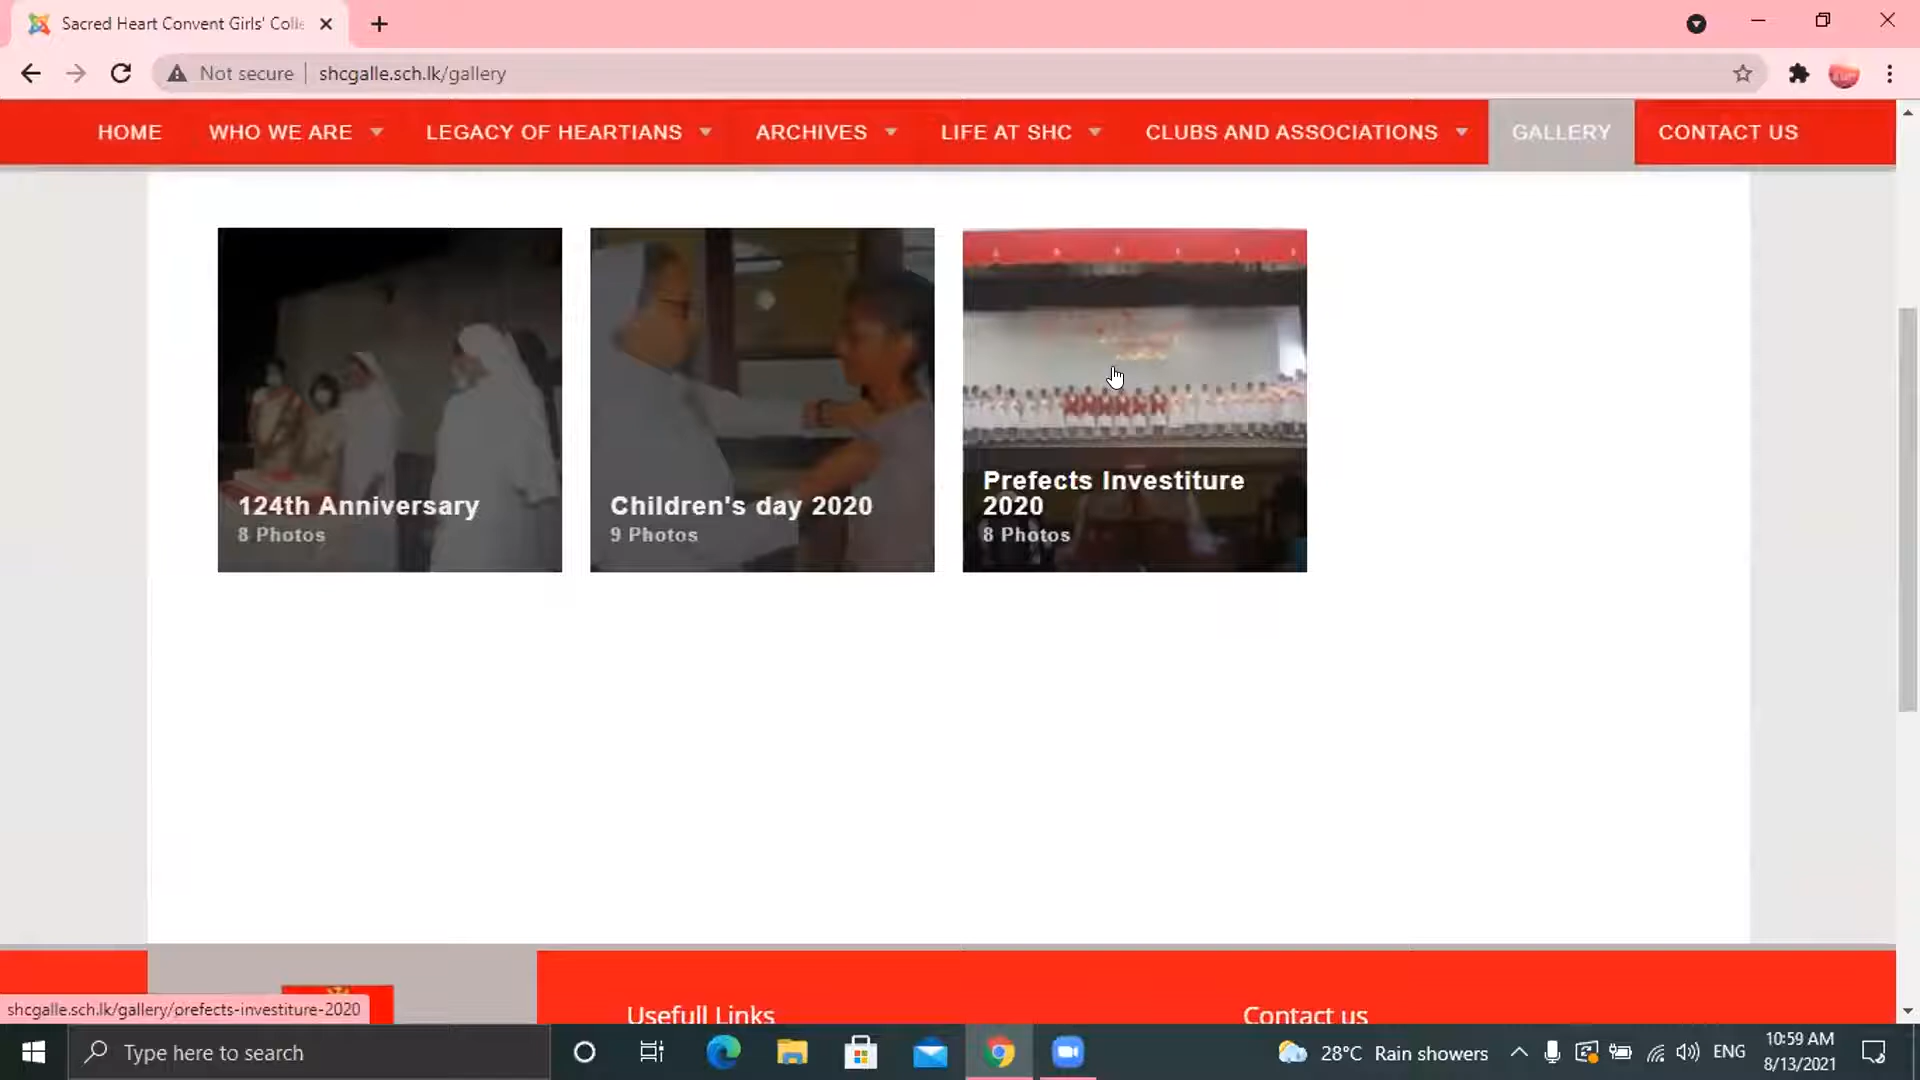 Sacred Heart Convent Girls' Colle
Not secure
shcgalle.sch.lk/gallery
HOME
WHO WE ARE
LEGACY OF HEARTIANS
ARCHIVES
LIFE AT SHC
CLUBS AND ASSOCIATIONS
GALLERY
CONTACT US
124th Anniversary
8 Photos
Children's day 2020
9 Photos
Prefects Investiture
2020
8 Photos
Usefull Links
Contact us
shcgalle.sch.lk/gallery/prefects-investiture-2020
Type here to search
28°C Rain showers
ENG
10:59 AM
8/13/2021